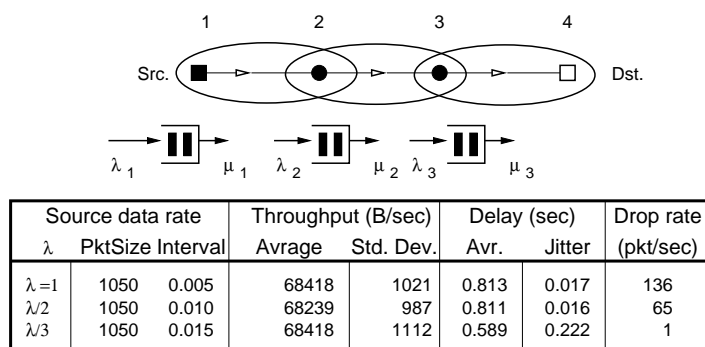 1 2 3 4
Src. Dst.
λ 1 μ 1 λ 2 μ 2 λ 3 μ 3
Source data rate Throughput (B/sec) Delay (sec) Drop rate
λ PktSize Interval Avrage Std. Dev. Avr. Jitter (pkt/sec)
λ =1 1050 0.005 68418 1021 0.813 0.017 136
λ/2 1050 0.010 68239 987 0.811 0.016 65
λ/3 1050 0.015 68418 1112 0.589 0.222 1